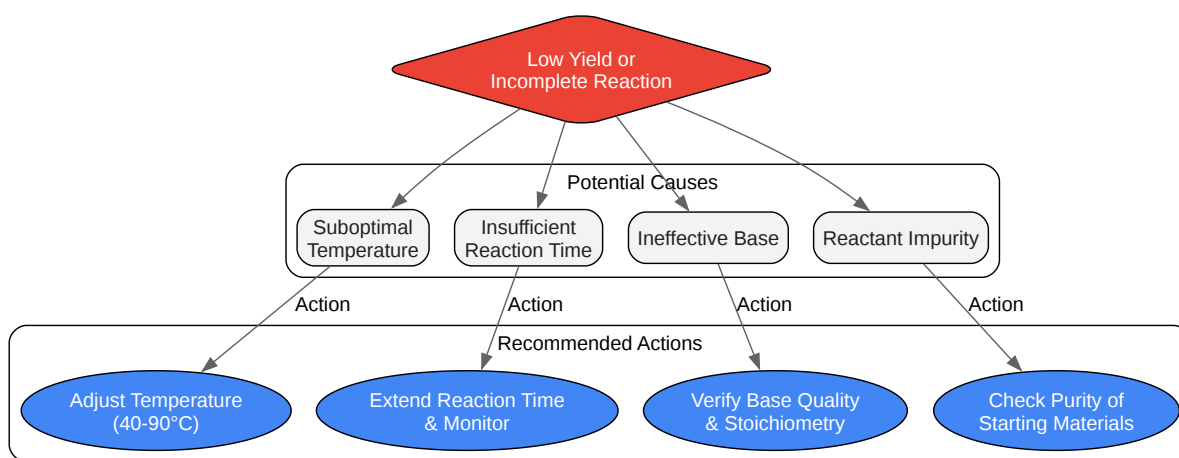 Low Yield or
Incomplete Reaction
Potential Causes
Suboptimal
Temperature
Insufficient
Reaction Time
Ineffective Base
Reactant Impurity
Action
Action
Action
Action
Recommended Actions
Adjust Temperature
(40-90°C)
Extend Reaction Time
& Monitor
Verify Base Quality
& Stoichiometry
Check Purity of
Starting Materials